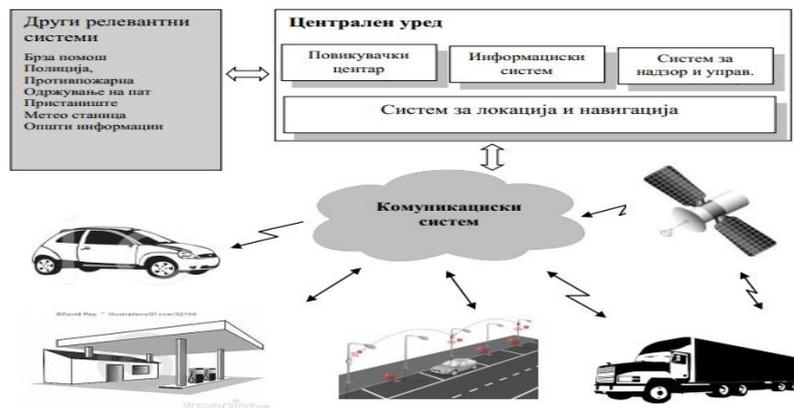 Други релевантни
системи
Брза помош
Полиција,
Противпожарна
Одржување на пат
Пристаниште
Метео станица
Општи информации
Централен уред
Повикувачки
центар
Информациски
систем
Систем за
надзор и управ.
Систем за локација и навигација
Комуникациски
систем